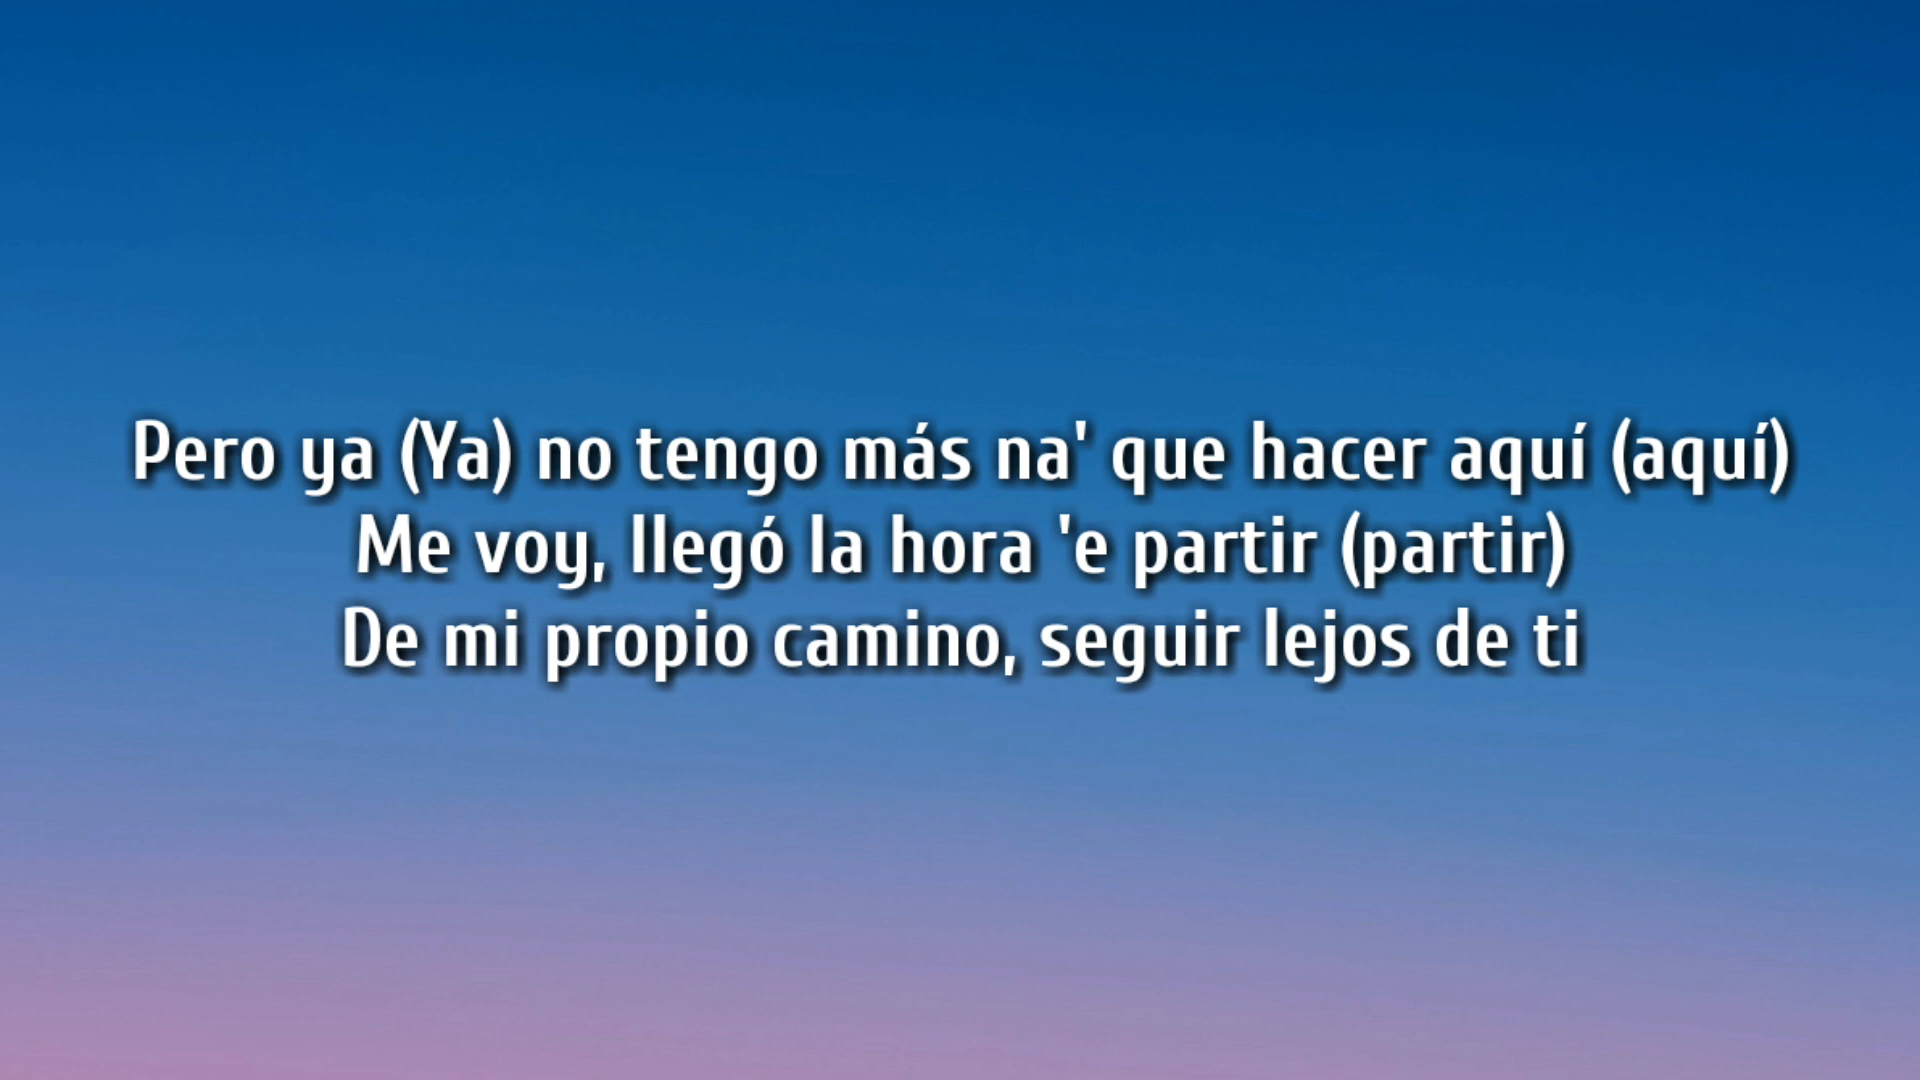 Pero ya (Ya) no tengo más na' que hacer aquí (aquí)
Me voy, llegó la hora 'e partir (partir)
De mi propio camino, seguir lejos de ti